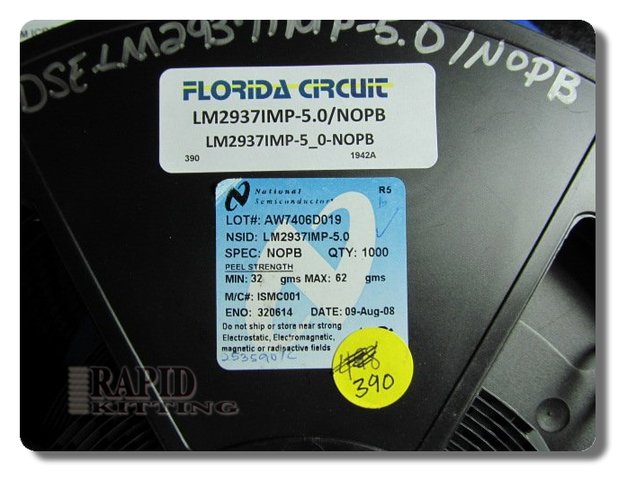 DSE-LM2937IMP-5.0/NOPB
FLORIDA CIRCUIT
LM2937IMP-5.0/NOPB
LM2937IMP-5_0-NOPB
390 1942A
National R5
Semiconductor
LOT#: AW7406D019
NSID: LM2937IMP-5.0
SPEC: NOPB QTY: 1000
PEEL STRENGTH
MIN: 32 gms MAX: 62 gms
M/C#: ISMC001
ENO: 320614 DATE: 09-Aug-08
Do not ship or store near strong
Electrostatic, Electromagnetic,
magnetic or radioactive fields
390
RAPID
KITTING